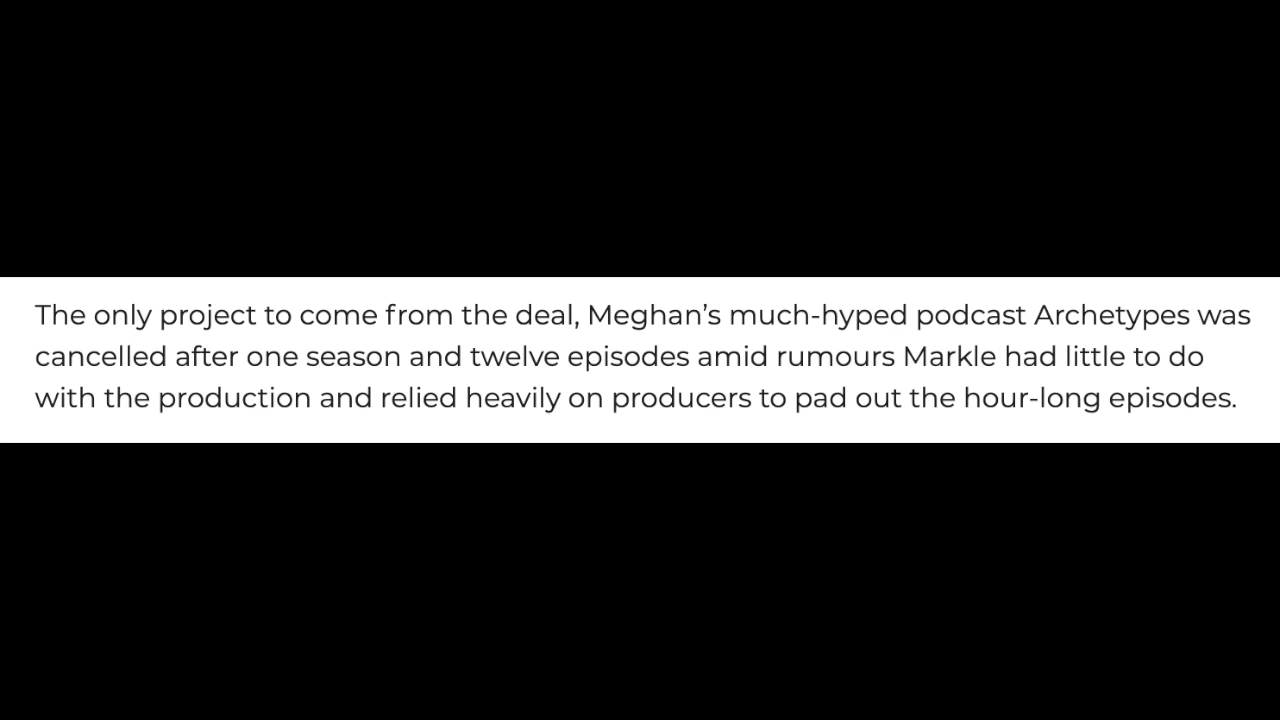 The only project to come from the deal, Meghan’s much-hyped podcast Archetypes was
cancelled after one season and twelve episodes amid rumours Markle had little to do
with the production and relied heavily on producers to pad out the hour-long episodes.